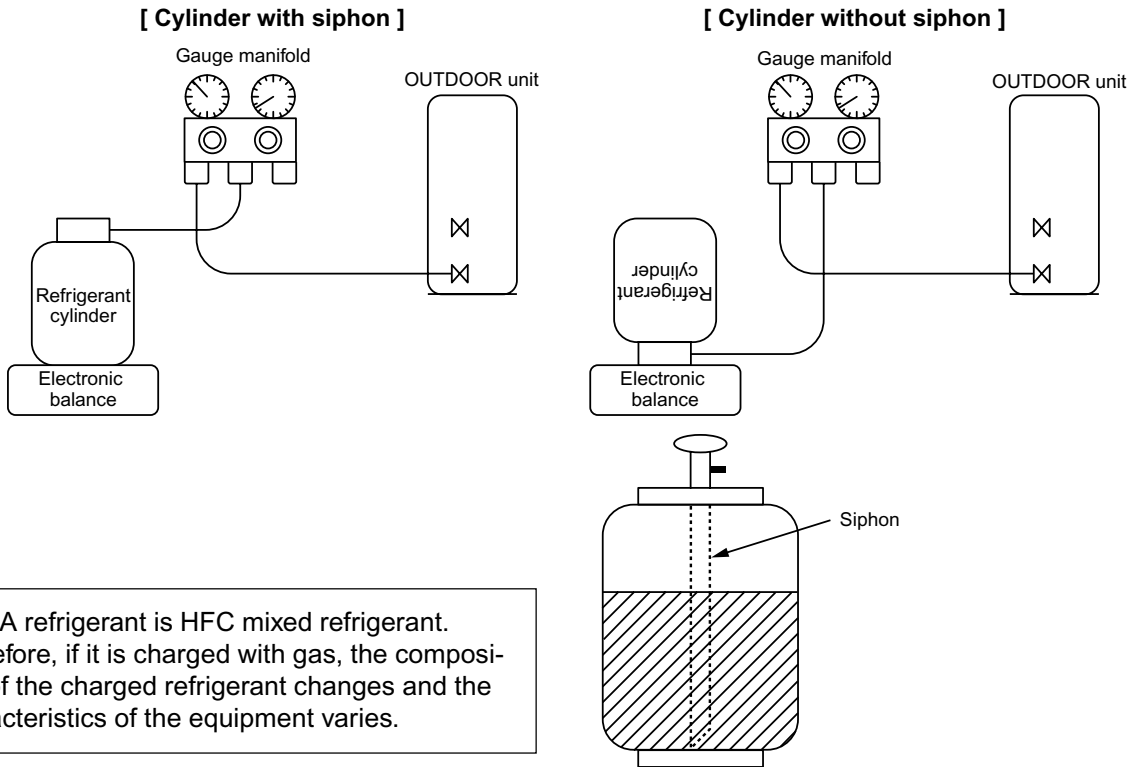 [ Cylinder with siphon ]
Gauge manifold
OUTDOOR unit
Refrigerant
cylinder
Electronic
balance
[ Cylinder without siphon ]
Gauge manifold
OUTDOOR unit
Refrigerant
cylinder
Electronic
balance
Siphon
A refrigerant is HFC mixed refrigerant.
efore, if it is charged with gas, the composi-
f the charged refrigerant changes and the
acteristics of the equipment varies.